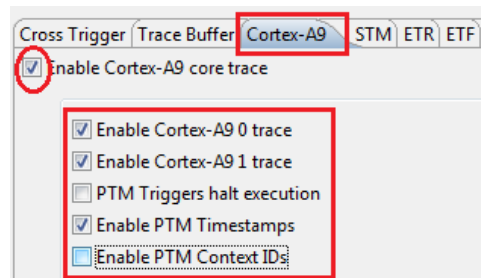 Cross Trigger Trace Buffer Cortex-A9 STM ETR ETF
Enable Cortex-A9 core trace
Enable Cortex-A9 0 trace
Enable Cortex-A9 1 trace
PTM Triggers halt execution
Enable PTM Timestamps
Enable PTM Context IDs